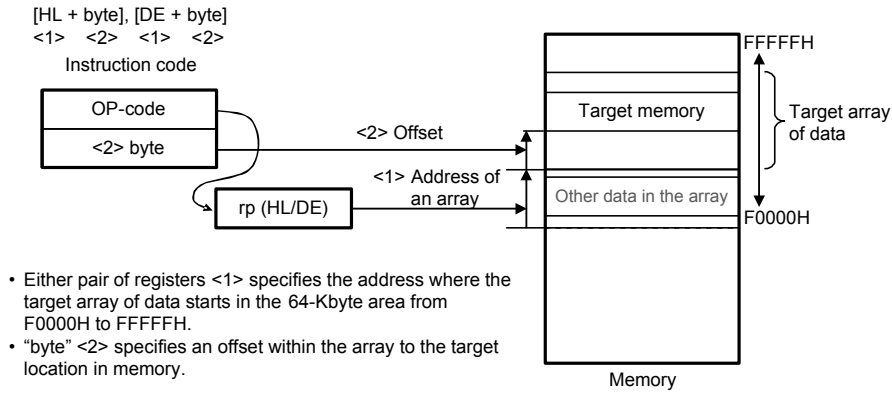 [HL + byte], [DE + byte]
<1> <2> <1> <2>
Instruction code
OP-code
<2> byte
rp (HL/DE)
<2> Offset
<1> Address of
an array
FFFFFH
Target memory
Target array
of data
Other data in the array
F0000H
Memory
• Either pair of registers <1> specifies the address where the
target array of data starts in the 64-Kbyte area from
F0000H to FFFFFH.
• “byte” <2> specifies an offset within the array to the target
location in memory.